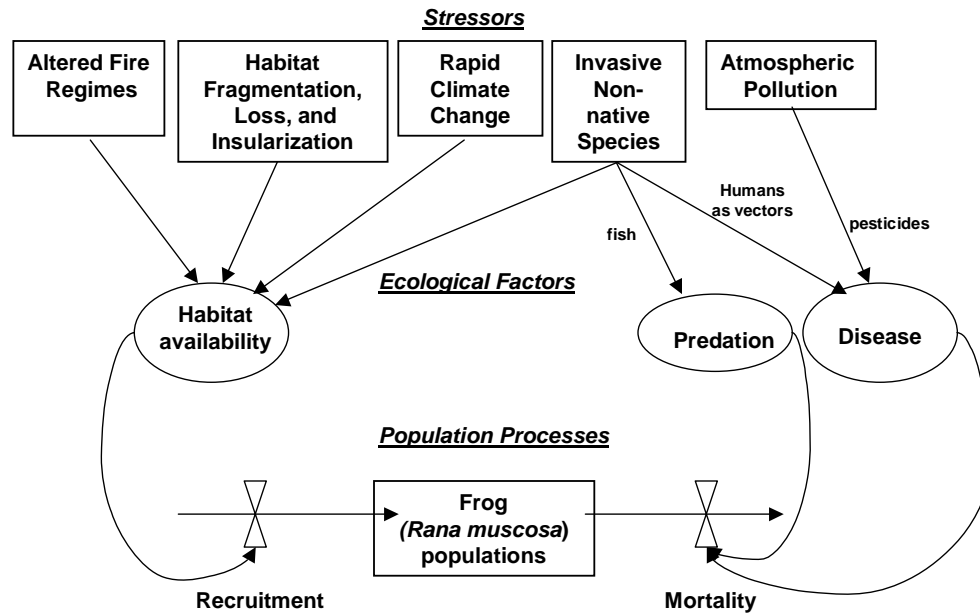 Stressors
Altered Fire
Regimes
Habitat
Fragmentation,
Loss, and
Insularization
Rapid
Climate
Change
Invasive
Non-
native
Species
Atmospheric
Pollution
Humans
as vectors
fish
pesticides
Ecological Factors
Habitat
availability
Predation
Disease
Population Processes
Frog
(Rana muscosa)
populations
Recruitment
Mortality